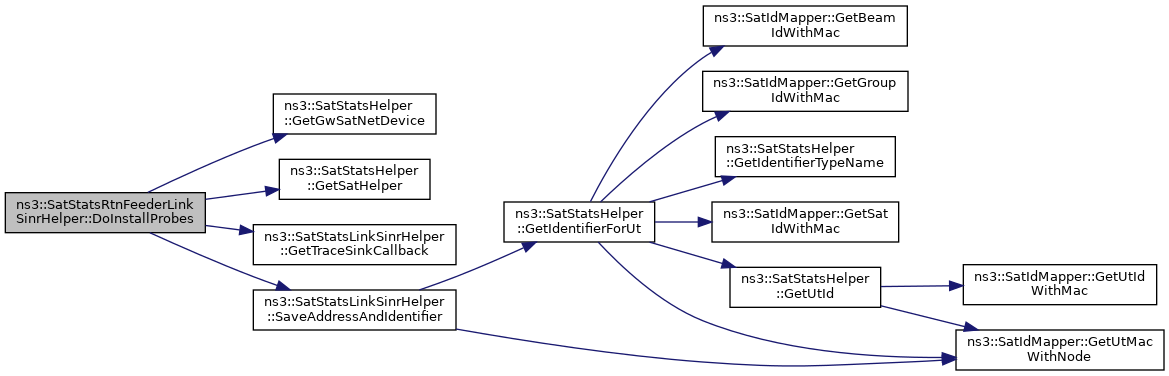 ns3::SatStatsRtnFeederLink
SinrHelper::DoInstallProbes
ns3::SatStatsHelper
::GetGwSatNetDevice
ns3::SatStatsHelper
::GetSatHelper
ns3::SatStatsLinkSinrHelper
::GetTraceSinkCallback
ns3::SatStatsLinkSinrHelper
::SaveAddressAndIdentifier
ns3::SatStatsHelper
::GetIdentifierForUt
ns3::SatIdMapper::GetBeam
IdWithMac
ns3::SatIdMapper::GetGroup
IdWithMac
ns3::SatStatsHelper
::GetIdentifierTypeName
ns3::SatIdMapper::GetSat
IdWithMac
ns3::SatStatsHelper
::GetUtId
ns3::SatIdMapper::GetUtId
WithMac
ns3::SatIdMapper::GetUtMac
WithNode